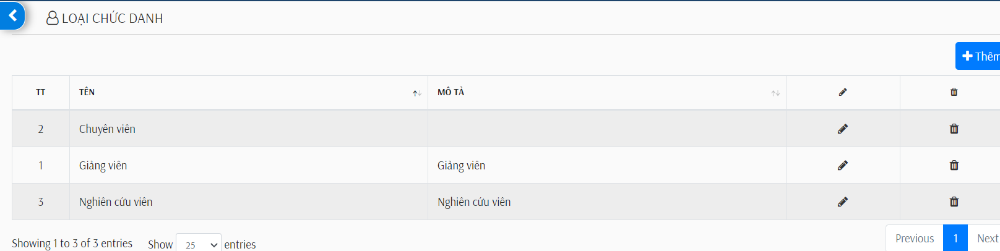 LOẠI CHỨC DANH
Thêm
TT TÊN MÔ TẢ
2 Chuyên viên
1 Giảng viên Giảng viên
3 Nghiên cứu viên Nghiên cứu viên
Showing 1 to 3 of 3 entries Show 25 entries Previous 1 Next